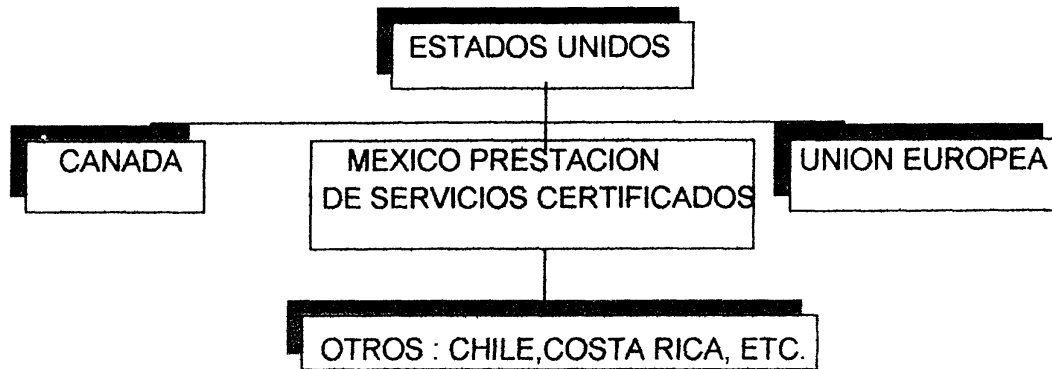 ESTADOS UNIDOS
CANADA
MEXICO PRESTACION
DE SERVICIOS CERTIFICADOS
UNION EUROPEA
OTROS : CHILE,COSTA RICA, ETC.